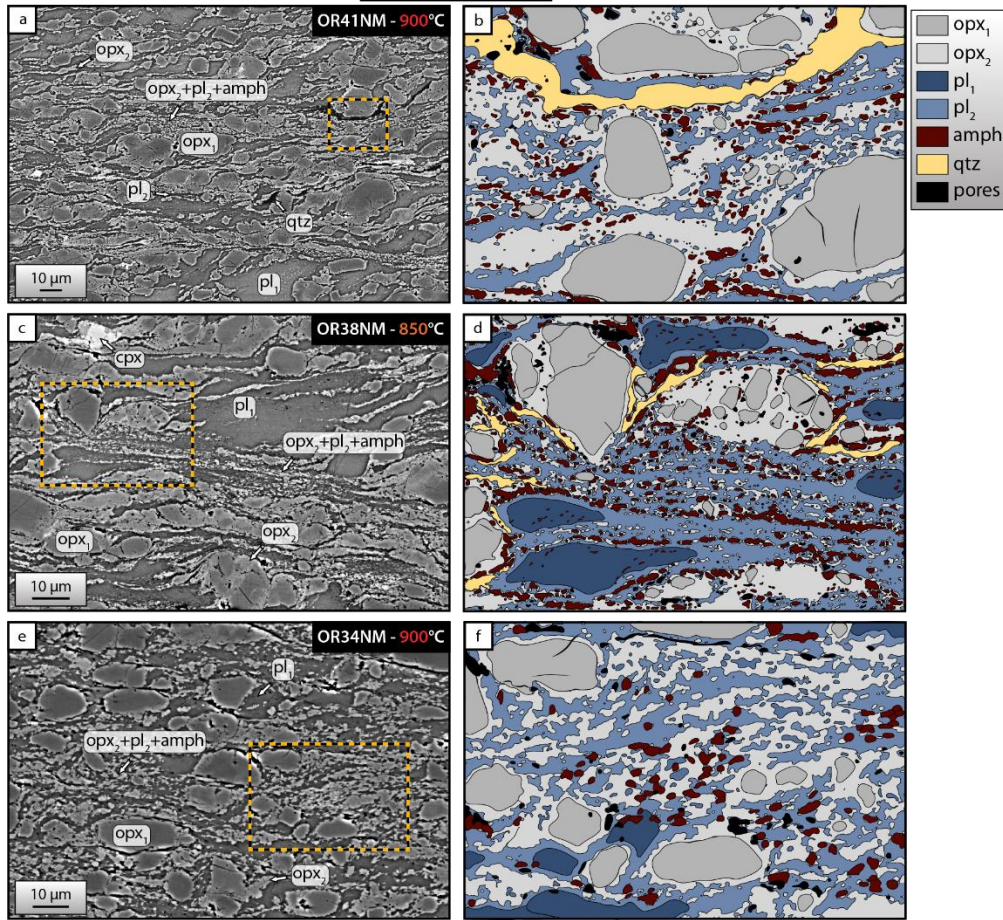 a
OR41NM - 900°C
opx₂
opx₂+pl₂+amph
opx₁
pl₂
qtz
pl₁
10 µm
b
opx₁
opx₂
pl₁
pl₂
amph
qtz
pores
c
OR38NM - 850°C
cpx
pl₁
opx₂+pl₂+amph
opx₁
opx₂
10 µm
d
e
OR34NM - 900°C
pl₁
opx₂+pl₂+amph
opx₁
opx₂
10 µm
f